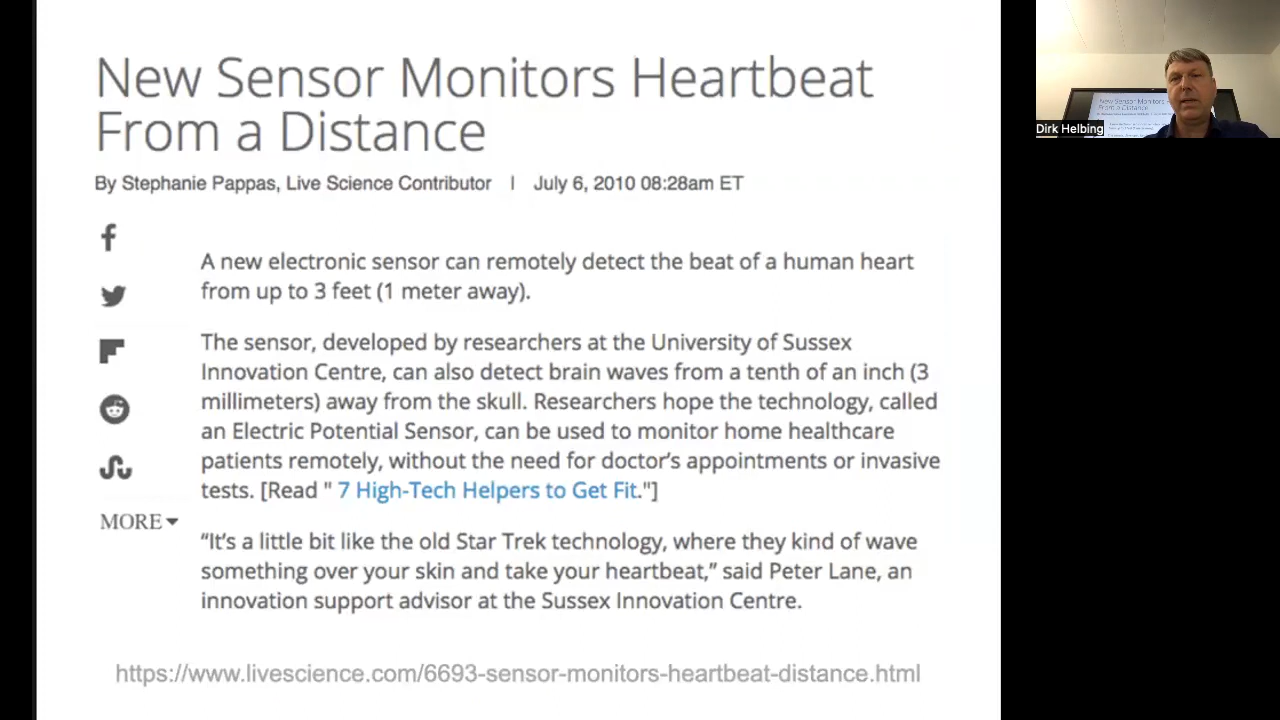 New Sensor Monitors Heartbeat
From a Distance
By Stephanie Pappas, Live Science Contributor | July 6, 2010 08:28am ET
A new electronic sensor can remotely detect the beat of a human heart
from up to 3 feet (1 meter away).
The sensor, developed by researchers at the University of Sussex
Innovation Centre, can also detect brain waves from a tenth of an inch (3
millimeters) away from the skull. Researchers hope the technology, called
an Electric Potential Sensor, can be used to monitor home healthcare
patients remotely, without the need for doctor's appointments or invasive
tests. [Read " 7 High-Tech Helpers to Get Fit."]
MORE
“It's a little bit like the old Star Trek technology, where they kind of wave
something over your skin and take your heartbeat,” said Peter Lane, an
innovation support advisor at the Sussex Innovation Centre.
https://www.livescience.com/6693-sensor-monitors-heartbeat-distance.html
Dirk Helbing
New Sensor Monitors
From a Distance